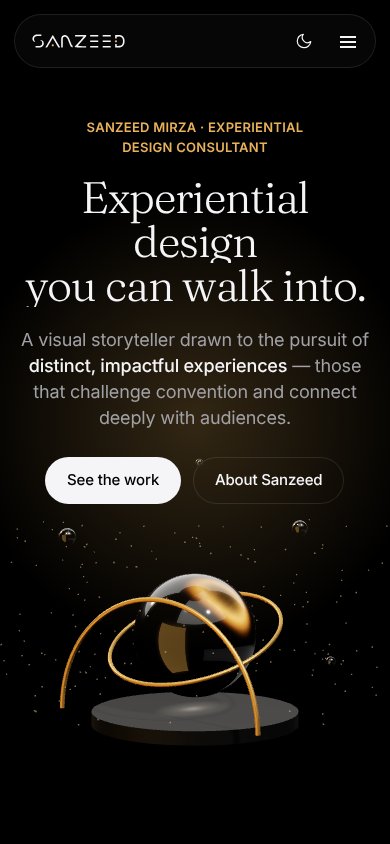 SANZEED
SANZEED MIRZA · EXPERIENTIAL
DESIGN CONSULTANT
Experiential
design
you can walk into.
A visual storyteller drawn to the pursuit of
distinct, impactful experiences — those
that challenge convention and connect
deeply with audiences.
See the work
About Sanzeed